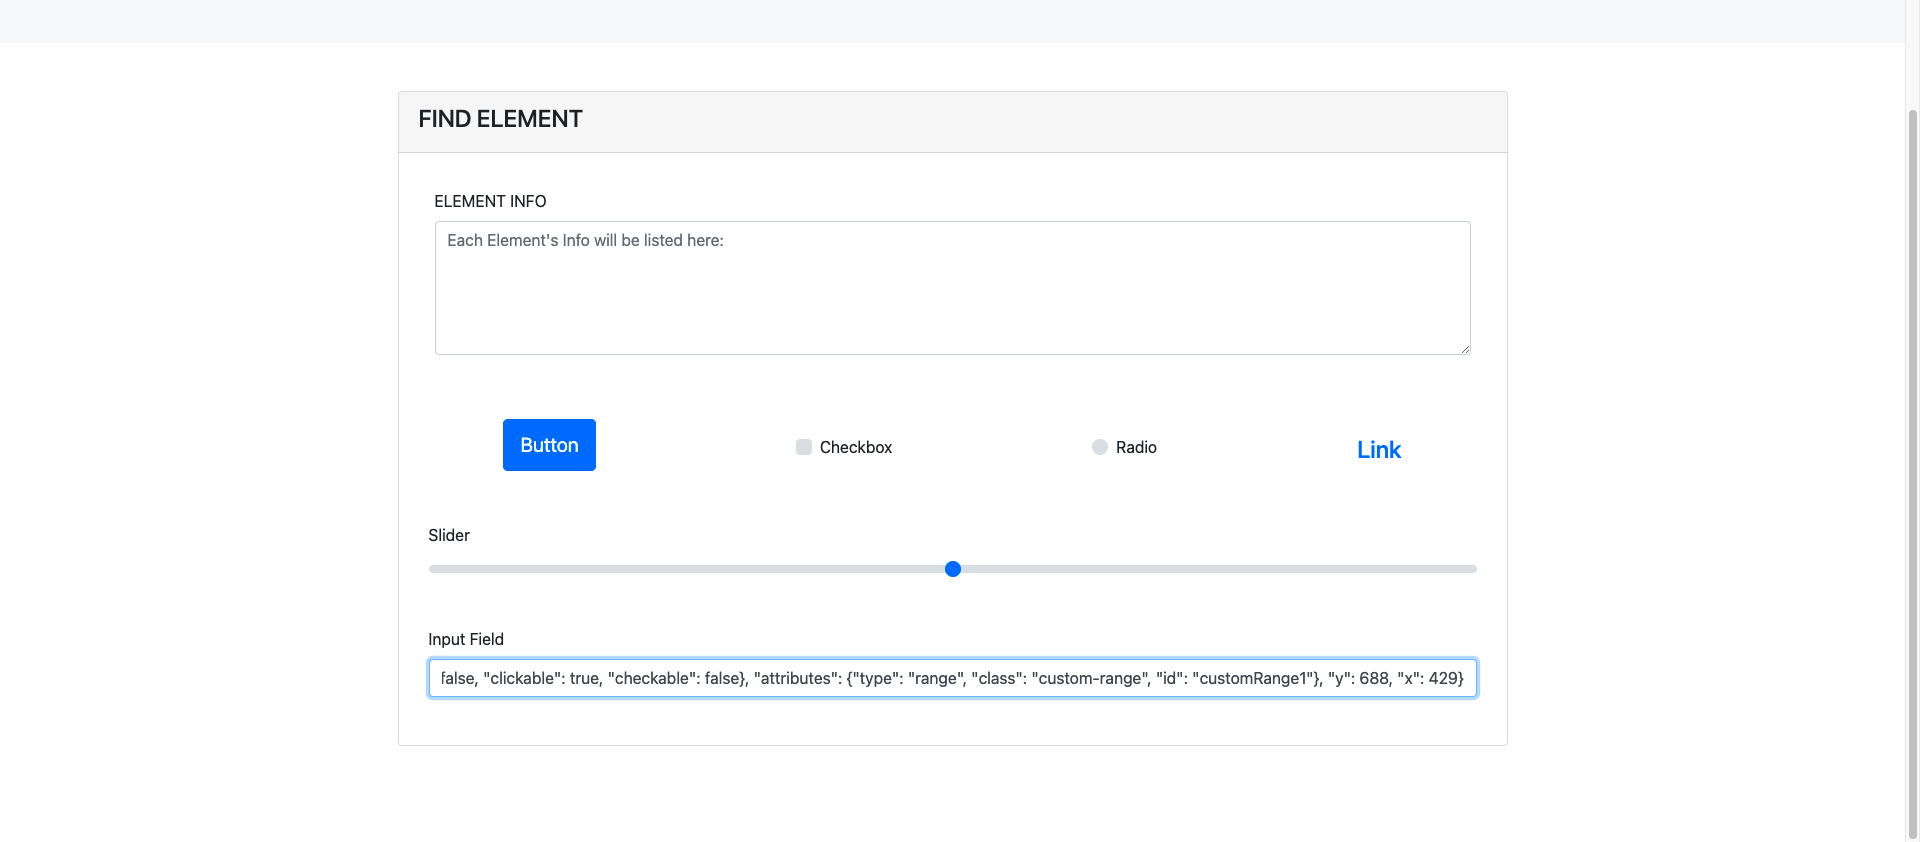 FIND ELEMENT
ELEMENT INFO
Each Element's Info will be listed here:
Button
Checkbox
Radio
Link
Slider
Input Field
false, "clickable": true, "checkable": false}, "attributes": {"type": "range", "class": "custom-range", "id": "customRange1"}, "y": 688, "x": 429}